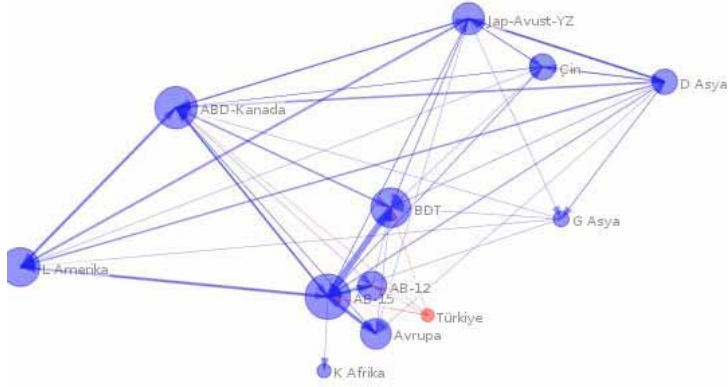 Jap-Avust-YZ
Çin
D Asya
ABD-Kanada
BDT
G Asya
L Amerika
AB-12
AB-15
Türkiye
Avrupa
K Afrika